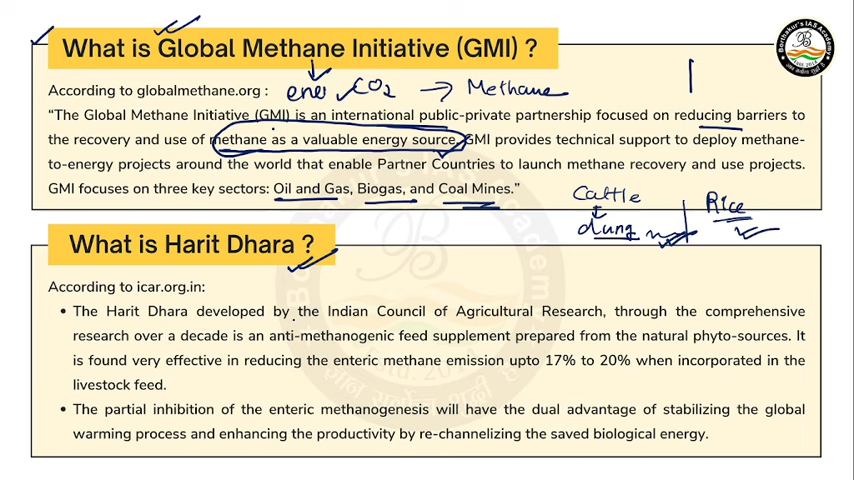 What is Global Methane Initiative (GMI) ?
Borthakur's IAS Academy
B
According to globalmethane.org :
ener CO2 → Methane
"The Global Methane Initiative (GMI) is an international public-private partnership focused on reducing barriers to
the recovery and use of methane as a valuable energy source. GMI provides technical support to deploy methane-
to-energy projects around the world that enable Partner Countries to launch methane recovery and use projects.
GMI focuses on three key sectors: Oil and Gas, Biogas, and Coal Mines."
Cattle
Rice
dung
What is Harit Dhara ?
According to icar.org.in:
• The Harit Dhara developed by the Indian Council of Agricultural Research, through the comprehensive
research over a decade is an anti-methanogenic feed supplement prepared from the natural phyto-sources. It
is found very effective in reducing the enteric methane emission upto 17% to 20% when incorporated in the
livestock feed.
• The partial inhibition of the enteric methanogenesis will have the dual advantage of stabilizing the global
warming process and enhancing the productivity by re-channelizing the saved biological energy.